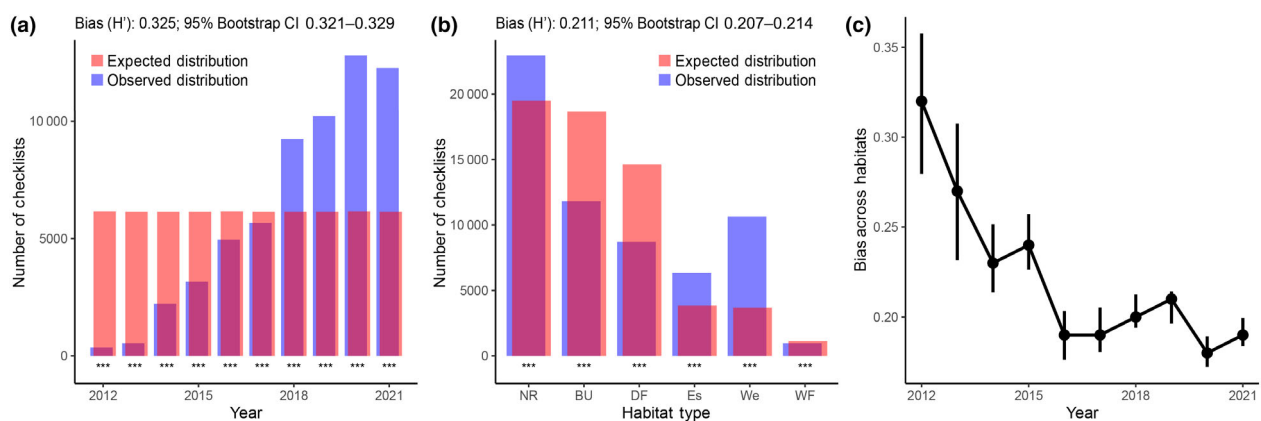 (a)
Bias (H'): 0.325; 95% Bootstrap CI 0.321–0.329
Expected distribution
Observed distribution
Number of checklists
10 000
5000
0
*** *** *** *** *** *** *** *** *** ***
2012 2015 2018 2021
Year
(b)
Bias (H'): 0.211; 95% Bootstrap CI 0.207–0.214
Expected distribution
Observed distribution
Number of checklists
20 000
15 000
10 000
5000
0
*** *** *** *** *** ***
NR BU DF Es We WF
Habitat type
(c)
Bias across habitats
0.35
0.30
0.25
0.20
2012 2015 2018 2021
Year